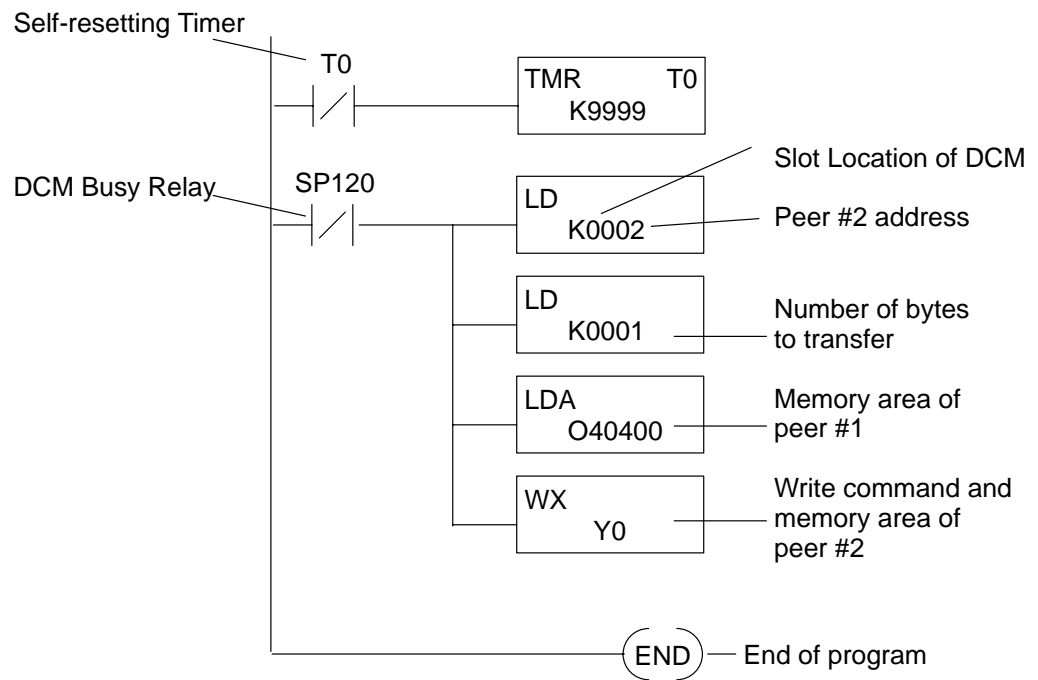 Self-resetting Timer
T0
TMR T0
K9999
Slot Location of DCM
DCM Busy Relay
SP120
LD
K0002
Peer #2 address
LD
K0001
Number of bytes
to transfer
LDA
O40400
Memory area of
peer #1
WX
Y0
Write command and
memory area of
peer #2
END
End of program